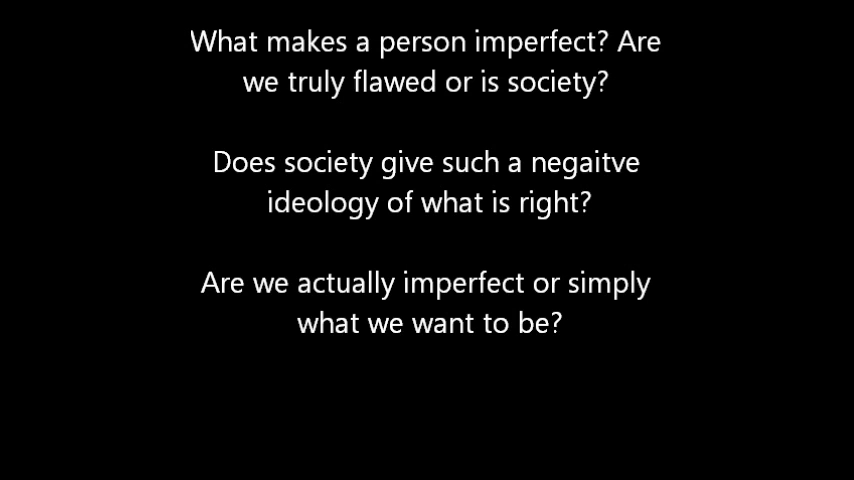 What makes a person imperfect? Are
we truly flawed or is society?
Does society give such a negaitve
ideology of what is right?
Are we actually imperfect or simply
what we want to be?